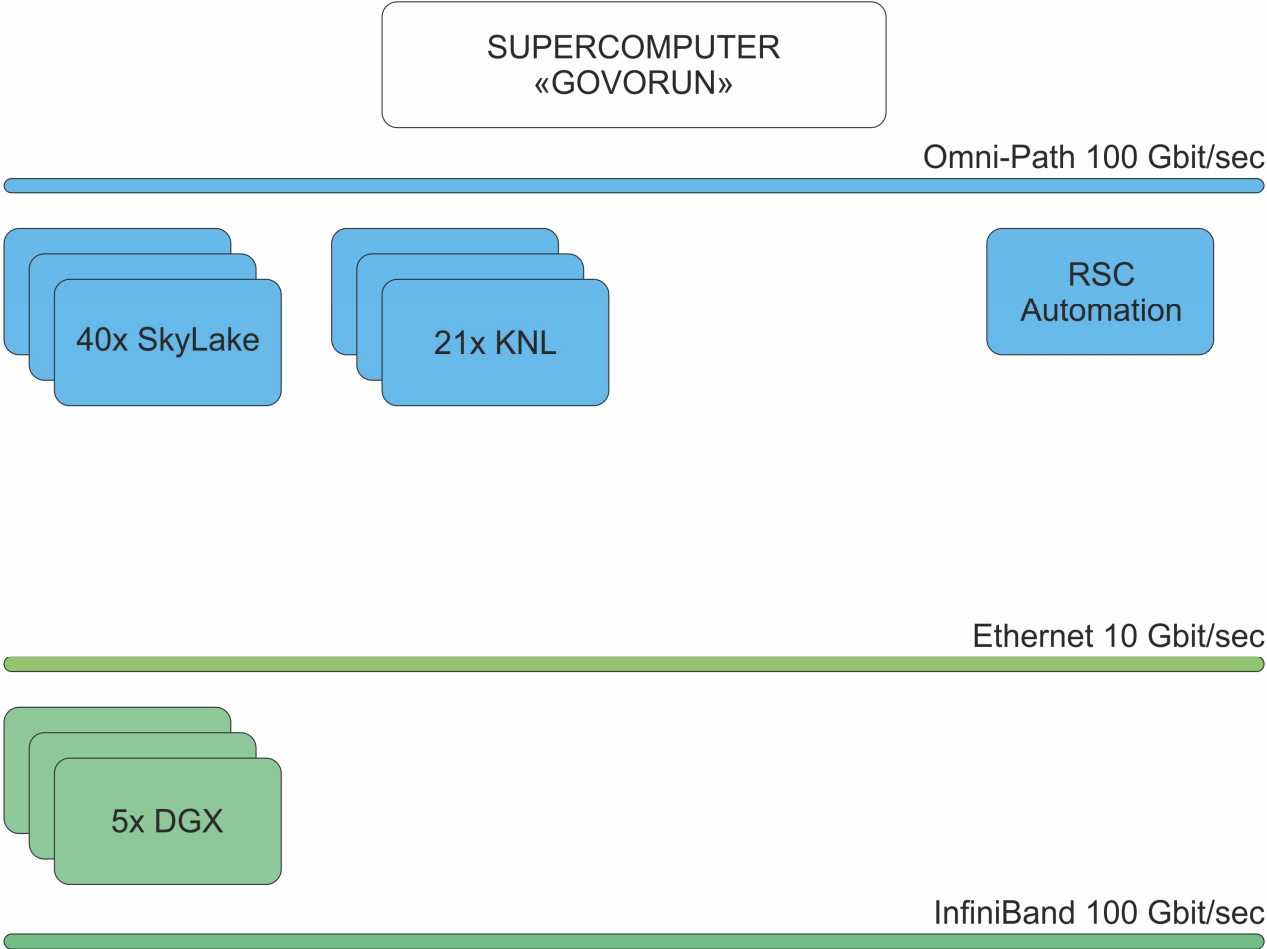 SUPERCOMPUTER
«GOVORUN»
Omni-Path 100 Gbit/sec
40x SkyLake
21x KNL
RSC
Automation
Ethernet 10 Gbit/sec
5x DGX
InfiniBand 100 Gbit/sec